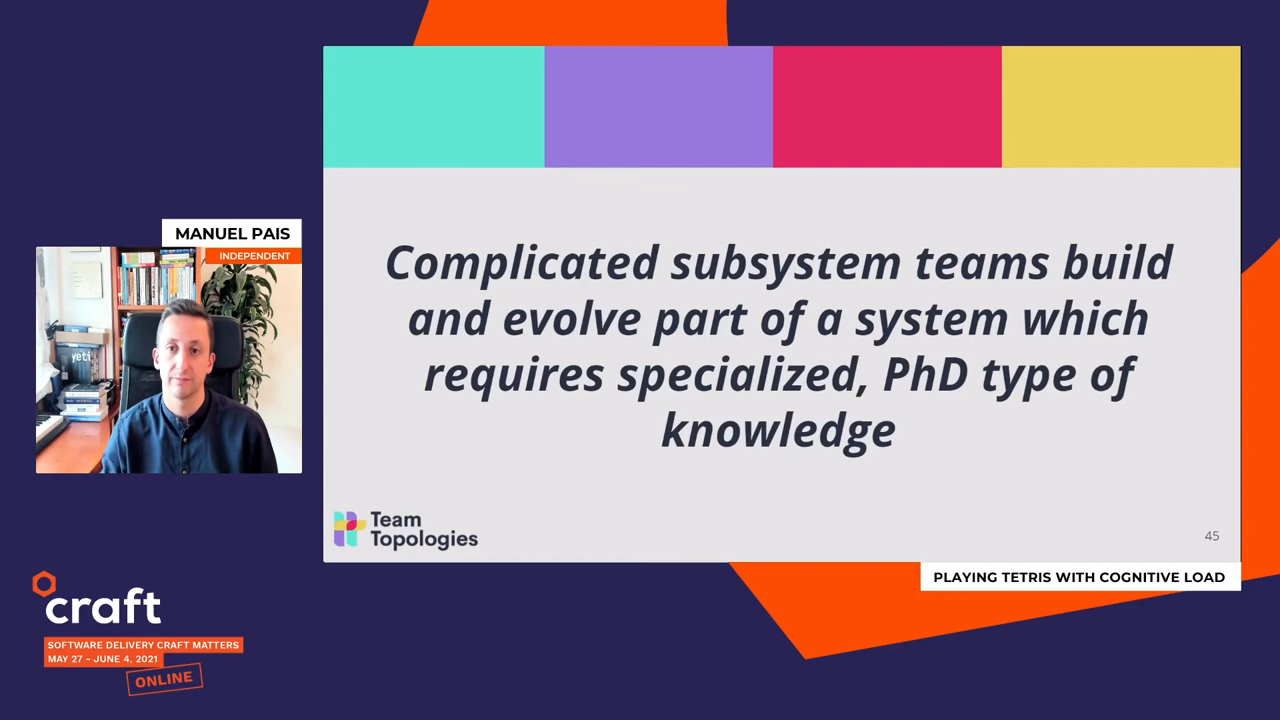 MANUEL PAIS
INDEPENDENT
yeti
Complicated subsystem teams build
and evolve part of a system which
requires specialized, PhD type of
knowledge
Team
Topologies
45
PLAYING TETRIS WITH COGNITIVE LOAD
craft
SOFTWARE DELIVERY CRAFT MATTERS
MAY 27 - JUNE 4, 2021
ONLINE